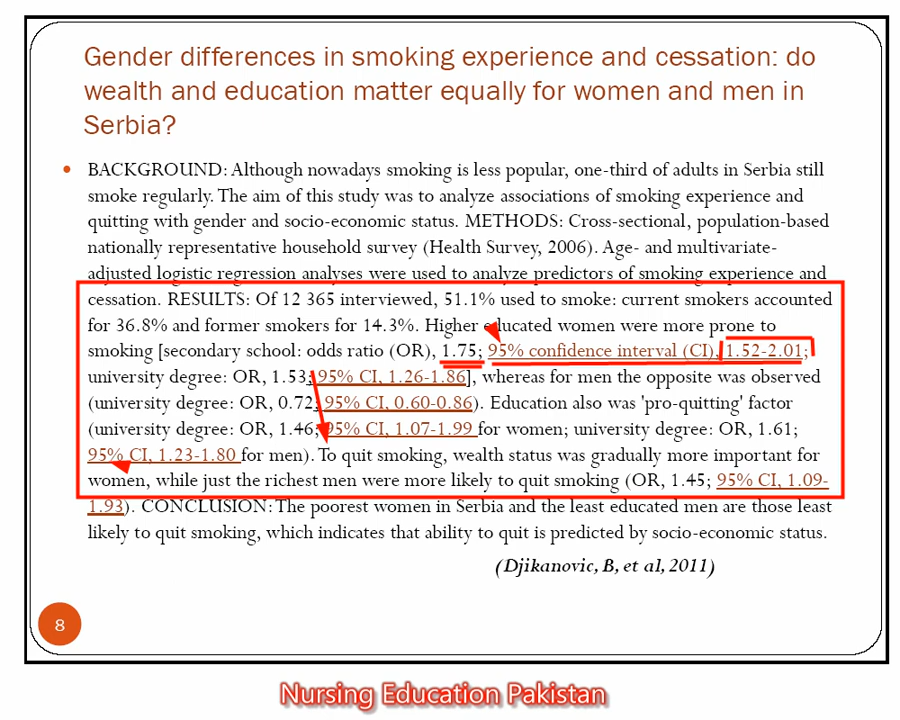 Gender differences in smoking experience and cessation: do
wealth and education matter equally for women and men in
Serbia?
• BACKGROUND: Although nowadays smoking is less popular, one-third of adults in Serbia still
smoke regularly. The aim of this study was to analyze associations of smoking experience and
quitting with gender and socio-economic status. METHODS: Cross-sectional, population-based
nationally representative household survey (Health Survey, 2006). Age- and multivariate-
adjusted logistic regression analyses were used to analyze predictors of smoking experience and
cessation. RESULTS: Of 12 365 interviewed, 51.1% used to smoke: current smokers accounted
for 36.8% and former smokers for 14.3%. Higher educated women were more prone to
smoking [secondary school: odds ratio (OR), 1.75; 95% confidence interval (CI), 1.52-2.01;
university degree: OR, 1.53; 95% CI, 1.26-1.86], whereas for men the opposite was observed
(university degree: OR, 0.72; 95% CI, 0.60-0.86). Education also was 'pro-quitting' factor
(university degree: OR, 1.46; 95% CI, 1.07-1.99 for women; university degree: OR, 1.61;
95% CI, 1.23-1.80 for men). To quit smoking, wealth status was gradually more important for
women, while just the richest men were more likely to quit smoking (OR, 1.45; 95% CI, 1.09-
1.93). CONCLUSION: The poorest women in Serbia and the least educated men are those least
likely to quit smoking, which indicates that ability to quit is predicted by socio-economic status.
(Djikanovic, B, et al, 2011)
8
Nursing Education Pakistan